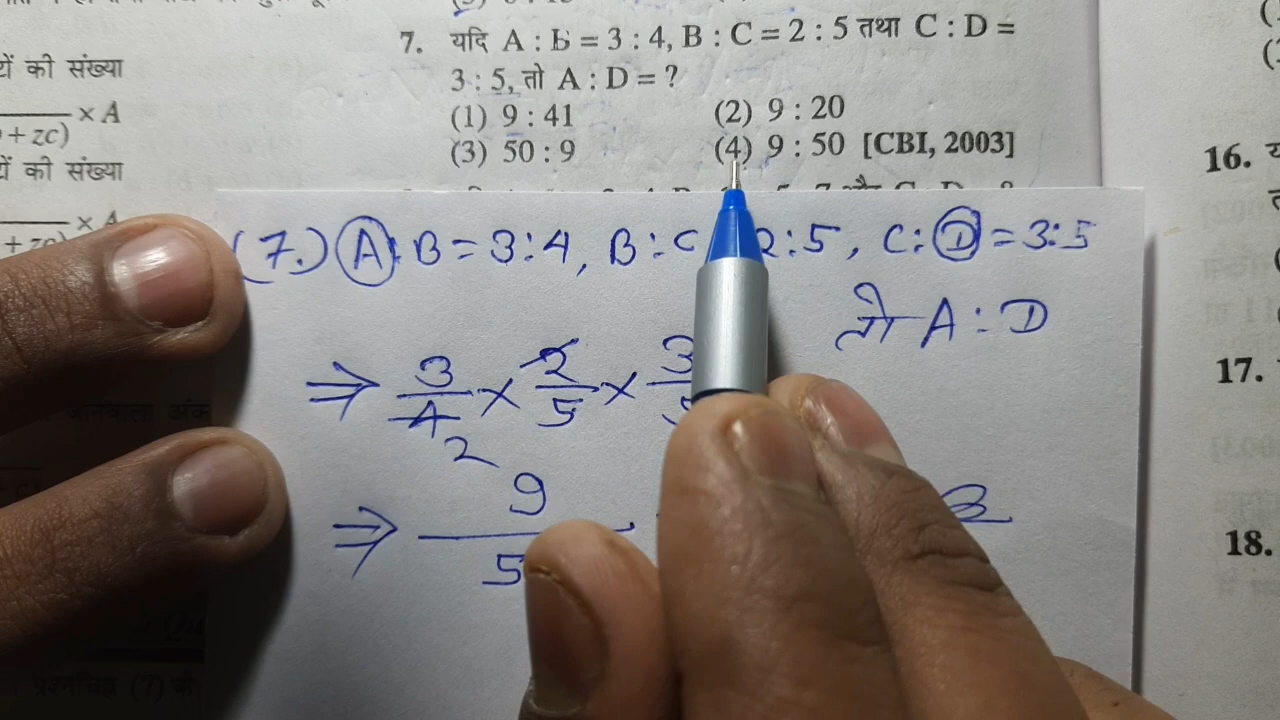 7. यदि A : B = 3 : 4, B : C = 2 : 5 तथा C : D =
3 : 5, तो A : D = ?
(1) 9 : 41 (2) 9 : 20
(3) 50 : 9 (4) 9 : 50 [CBI, 2003]
टों की संख्या
× A
+ zc)
यों की संख्या
× A
16.
17.
18.
(7.) A : B = 3 : 4, B : C 2 : 5, C : D = 3 : 5
तो A : D
⇒ 3/4 × 2/5 × 3
2
⇒ 9
5